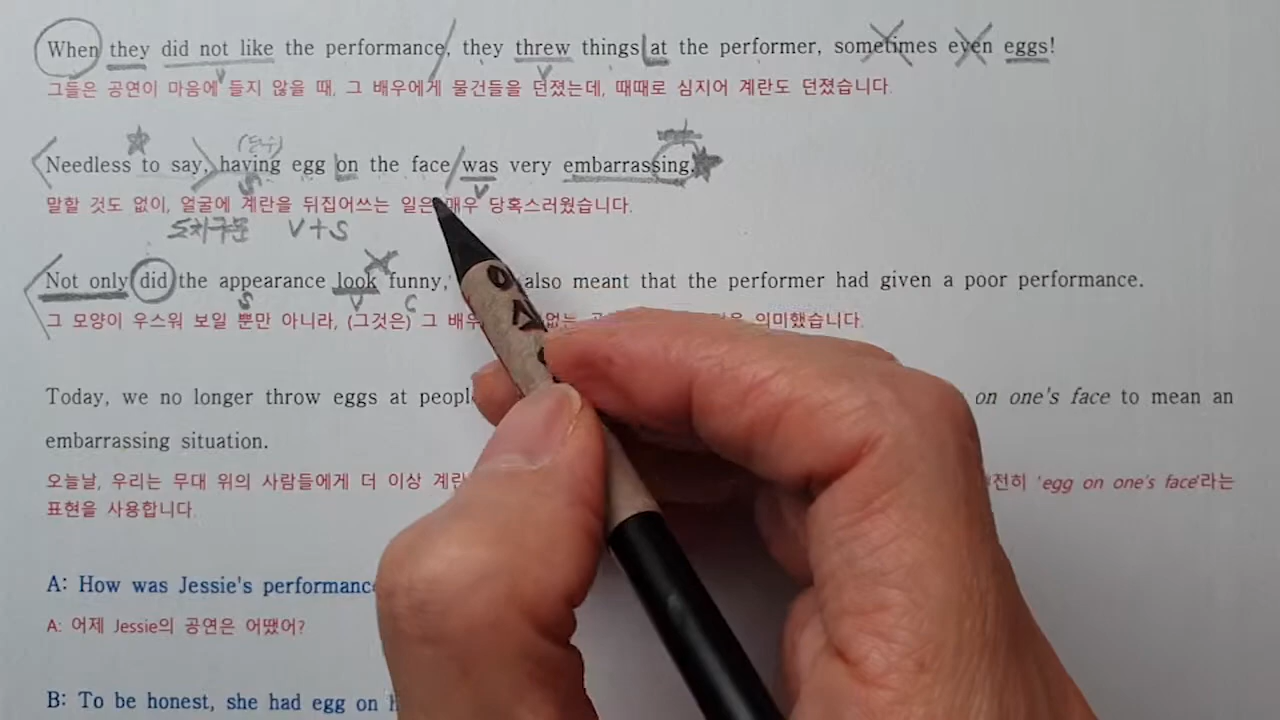 When they did not like the performance, they threw things at the performer, sometimes even eggs!
v v
그들은 공연이 마음에 들지 않을 때, 그 배우에게 물건들을 던졌는데, 때때로 심지어 계란도 던졌습니다.
(단수)
Needless to say, having egg on the face was very embarrassing.
S v
말할 것도 없이, 얼굴에 계란을 뒤집어쓰는 일은 매우 당혹스러웠습니다.
도치구문 V+S
Not only did the appearance look funny, also meant that the performer had given a poor performance.
S V C
그 모양이 우스워 보일 뿐만 아니라, (그것은) 그 배우 없는 의미했습니다.
Today, we no longer throw eggs at peopl on one's face to mean an
embarrassing situation.
오늘날, 우리는 무대 위의 사람들에게 더 이상 계란 전히 'egg on one's face'라는
표현을 사용합니다.
A: How was Jessie's performanc
A: 어제 Jessie의 공연은 어땠어?
B: To be honest, she had egg on h